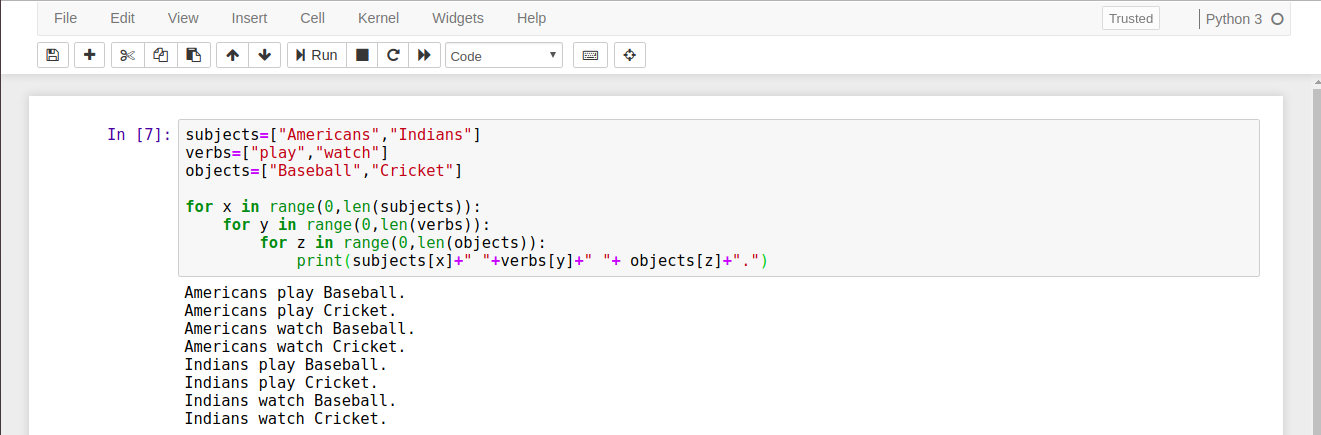 File Edit View Insert Cell Kernel Widgets Help Trusted Python 3
Run Code
In [7]: subjects=["Americans","Indians"]
verbs=["play","watch"]
objects=["Baseball","Cricket"]
for x in range(0,len(subjects)):
    for y in range(0,len(verbs)):
        for z in range(0,len(objects)):
            print(subjects[x]+" "+verbs[y]+" "+ objects[z]+".")
Americans play Baseball.
Americans play Cricket.
Americans watch Baseball.
Americans watch Cricket.
Indians play Baseball.
Indians play Cricket.
Indians watch Baseball.
Indians watch Cricket.